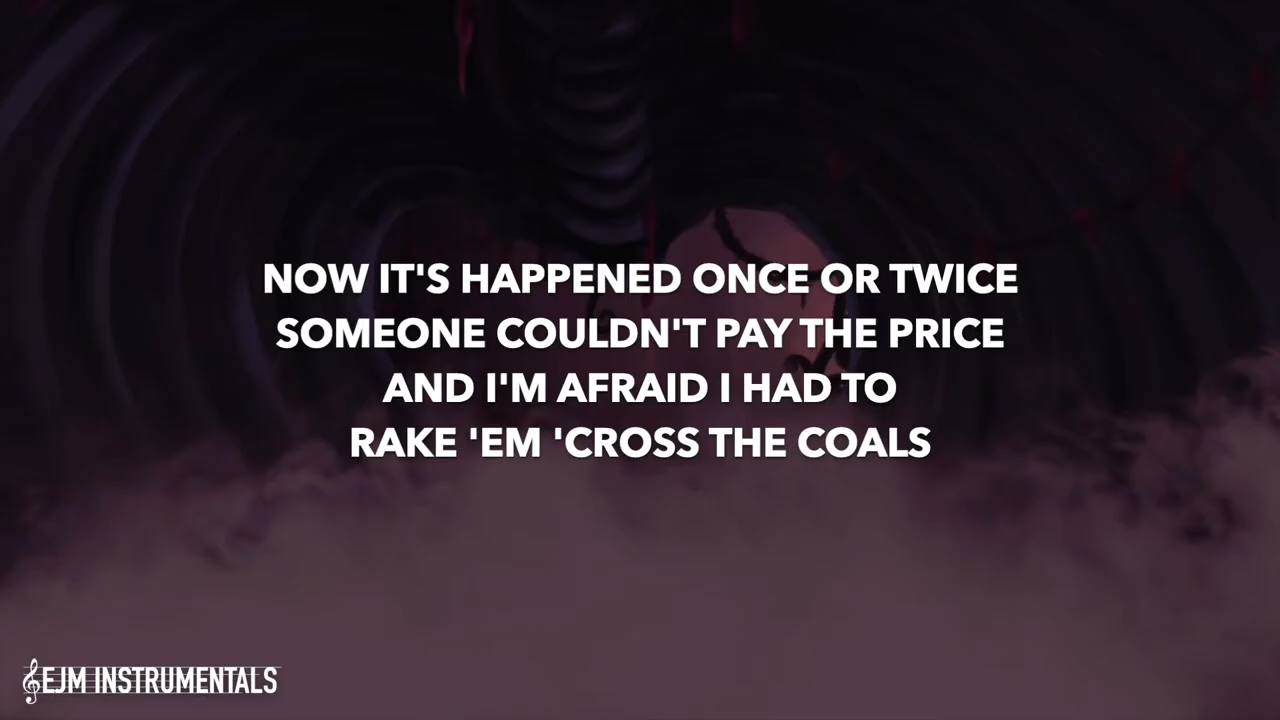 NOW IT'S HAPPENED ONCE OR TWICE
SOMEONE COULDN'T PAY THE PRICE
AND I'M AFRAID I HAD TO
RAKE 'EM 'CROSS THE COALS
EJM INSTRUMENTALS